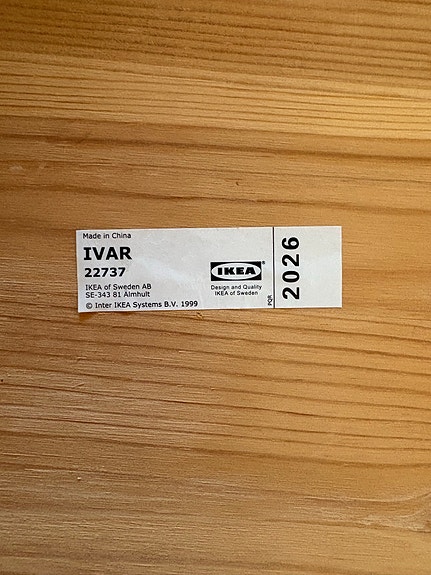 Made in China
IVAR
22737
IKEA of Sweden AB
SE-343 81 Älmhult
© Inter IKEA Systems B.V. 1999
IKEA®
Design and Quality
IKEA of Sweden
PQR
2026